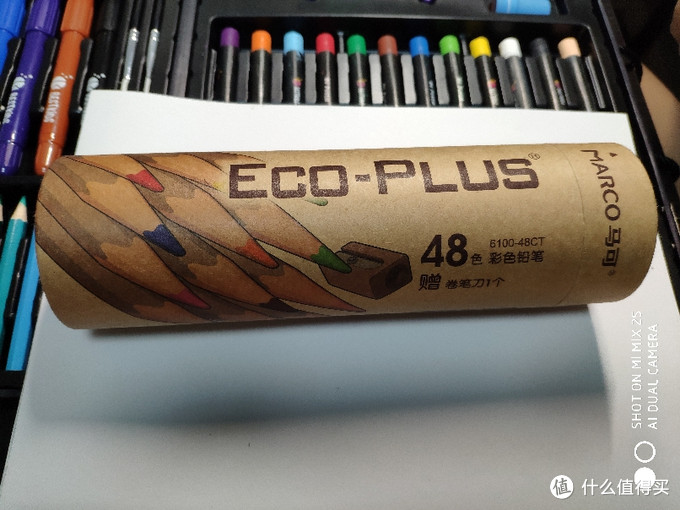 ECO-PLUS®
MARCO 马可®
48色
6100-48CT
彩色铅笔
赠 卷笔刀1个
SHOT ON MI MIX 2S
AI DUAL CAMERA
值 什么值得买